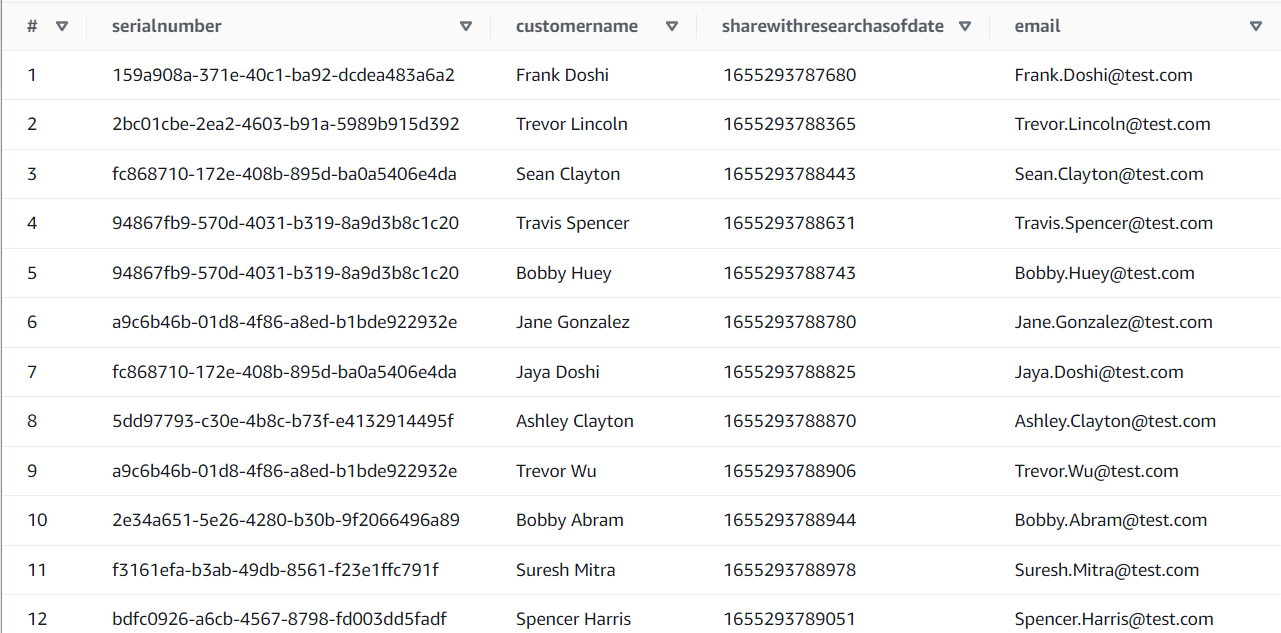 # serialnumber customername sharewithresearchasofdate email
1 159a908a-371e-40c1-ba92-dcdea483a6a2 Frank Doshi 1655293787680 Frank.Doshi@test.com
2 2bc01cbe-2ea2-4603-b91a-5989b915d392 Trevor Lincoln 1655293788365 Trevor.Lincoln@test.com
3 fc868710-172e-408b-895d-ba0a5406e4da Sean Clayton 1655293788443 Sean.Clayton@test.com
4 94867fb9-570d-4031-b319-8a9d3b8c1c20 Travis Spencer 1655293788631 Travis.Spencer@test.com
5 94867fb9-570d-4031-b319-8a9d3b8c1c20 Bobby Huey 1655293788743 Bobby.Huey@test.com
6 a9c6b46b-01d8-4f86-a8ed-b1bde922932e Jane Gonzalez 1655293788780 Jane.Gonzalez@test.com
7 fc868710-172e-408b-895d-ba0a5406e4da Jaya Doshi 1655293788825 Jaya.Doshi@test.com
8 5dd97793-c30e-4b8c-b73f-e4132914495f Ashley Clayton 1655293788870 Ashley.Clayton@test.com
9 a9c6b46b-01d8-4f86-a8ed-b1bde922932e Trevor Wu 1655293788906 Trevor.Wu@test.com
10 2e34a651-5e26-4280-b30b-9f2066496a89 Bobby Abram 1655293788944 Bobby.Abram@test.com
11 f3161efa-b3ab-49db-8561-f23e1ffc791f Suresh Mitra 1655293788978 Suresh.Mitra@test.com
12 bdfc0926-a6cb-4567-8798-fd003dd5fadf Spencer Harris 1655293789051 Spencer.Harris@test.com